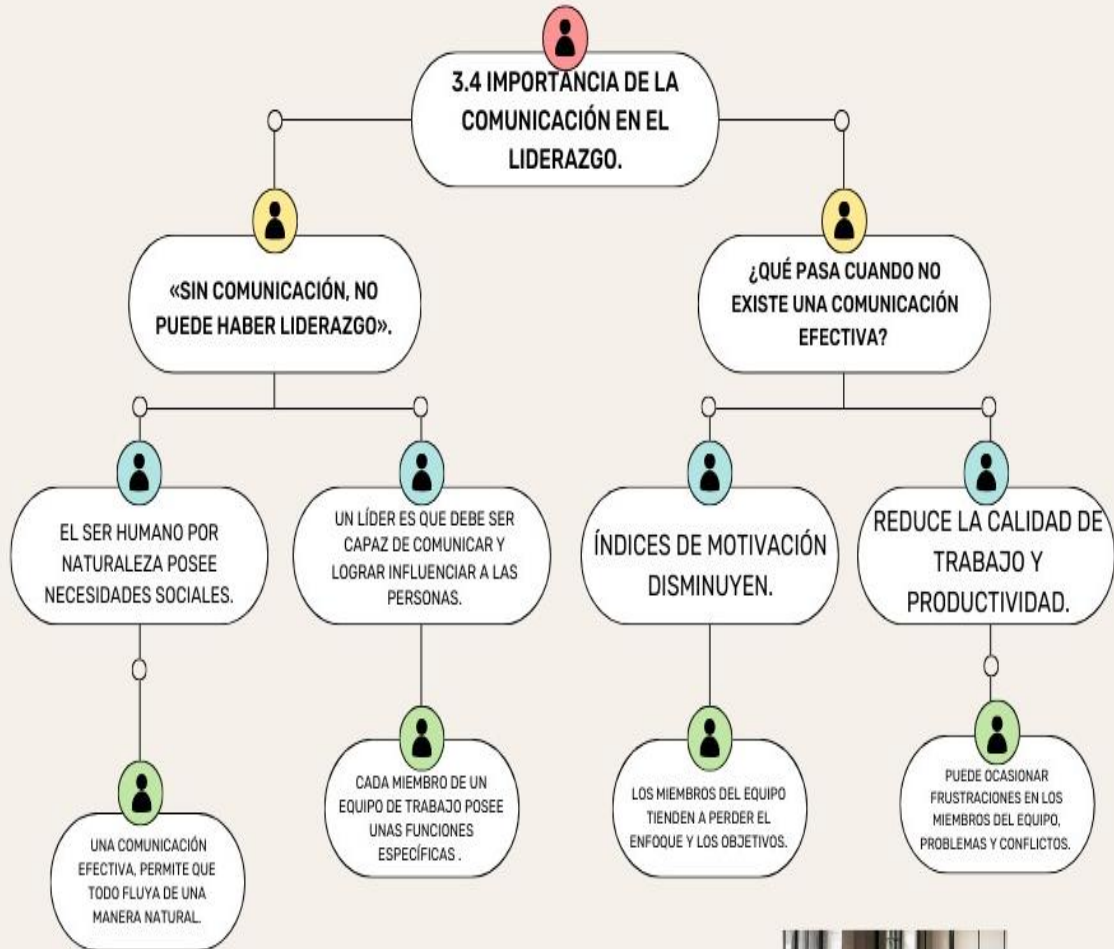 3.4 IMPORTANCIA DE LA
COMUNICACIÓN EN EL
LIDERAZGO.
«SIN COMUNICACIÓN, NO
PUEDE HABER LIDERAZGO».
¿QUÉ PASA CUANDO NO
EXISTE UNA COMUNICACIÓN
EFECTIVA?
EL SER HUMANO POR
NATURALEZA POSEE
NECESIDADES SOCIALES.
UN LÍDER ES QUE DEBE SER
CAPAZ DE COMUNICAR Y
LOGRAR INFLUENCIAR A LAS
PERSONAS.
ÍNDICES DE MOTIVACIÓN
DISMINUYEN.
REDUCE LA CALIDAD DE
TRABAJO Y
PRODUCTIVIDAD.
UNA COMUNICACIÓN
EFECTIVA, PERMITE QUE
TODO FLUYA DE UNA
MANERA NATURAL.
CADA MIEMBRO DE UN
EQUIPO DE TRABAJO POSEE
UNAS FUNCIONES
ESPECÍFICAS .
LOS MIEMBROS DEL EQUIPO
TIENDEN A PERDER EL
ENFOQUE Y LOS OBJETIVOS.
PUEDE OCASIONAR
FRUSTRACIONES EN LOS
MIEMBROS DEL EQUIPO,
PROBLEMAS Y CONFLICTOS.